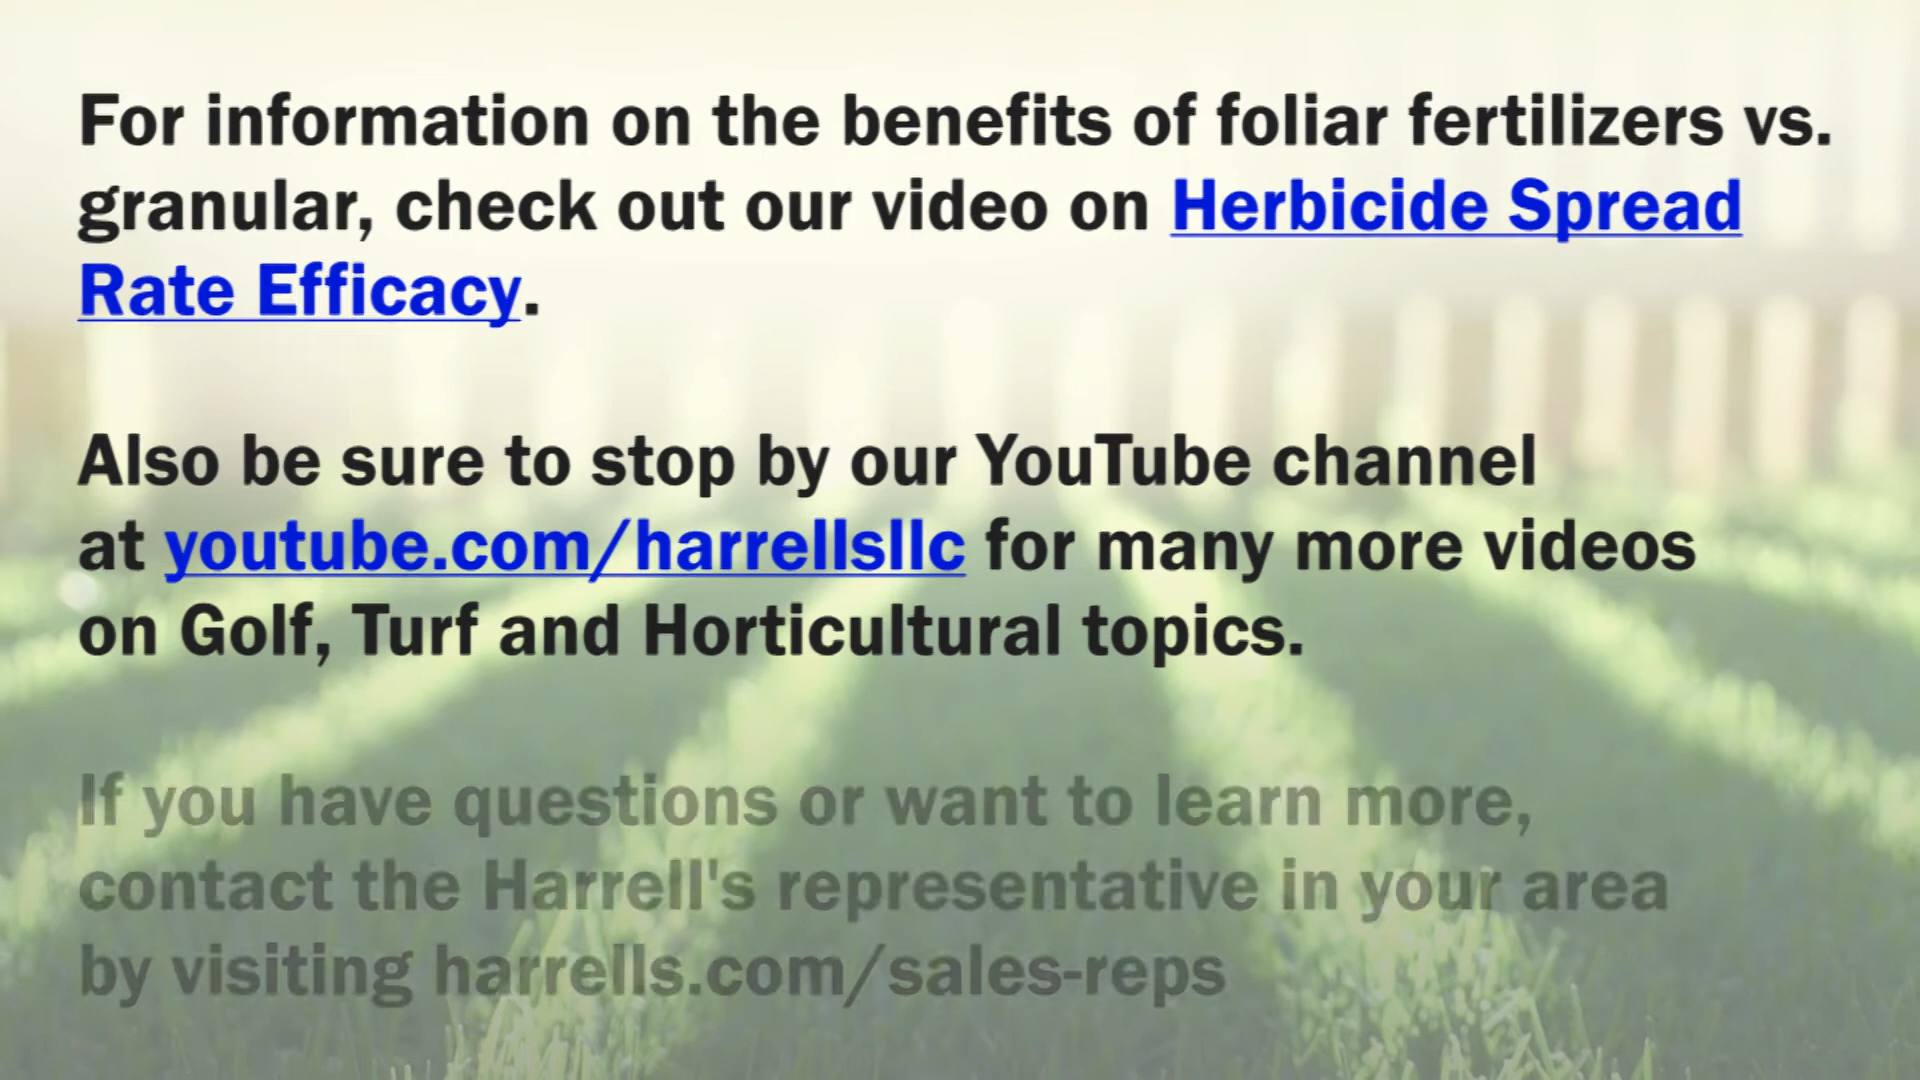 For information on the benefits of foliar fertilizers vs.
granular, check out our video on Herbicide Spread
Rate Efficacy.
Also be sure to stop by our YouTube channel
at youtube.com/harrellsllc for many more videos
on Golf, Turf and Horticultural topics.
If you have questions or want to learn more,
contact the Harrell's representative in your area
by visiting harrells.com/sales-reps